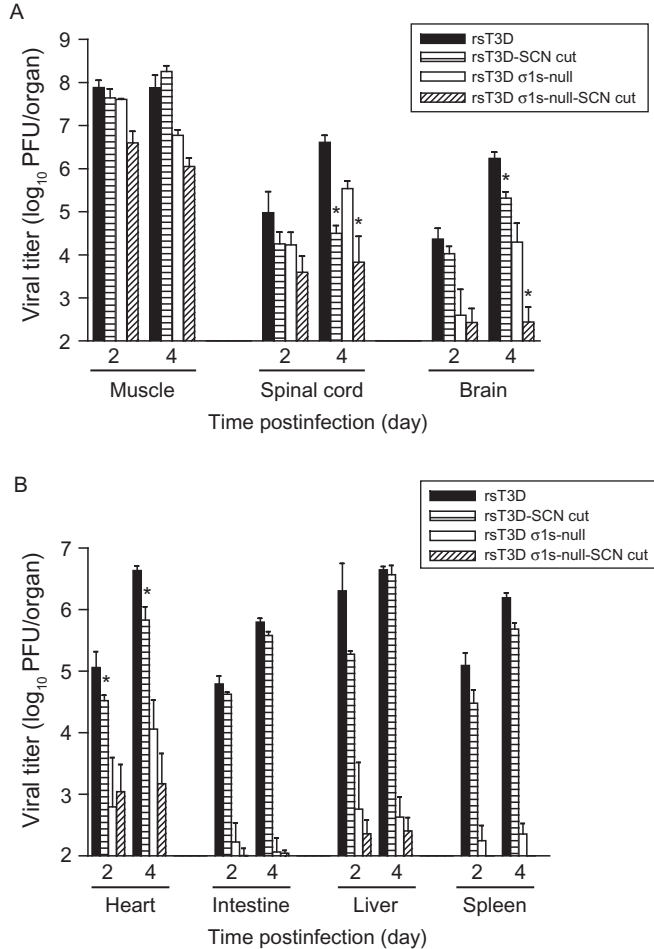 A
rsT3D
rsT3D-SCN cut
rsT3D σ1s-null
rsT3D σ1s-null-SCN cut
Viral titer (log10 PFU/organ)
9
8
7
6
5
4
3
2
* * * *
2 4 2 4 2 4
Muscle Spinal cord Brain
Time postinfection (day)
B
rsT3D
rsT3D-SCN cut
rsT3D σ1s-null
rsT3D σ1s-null-SCN cut
Viral titer (log10 PFU/organ)
7
6
5
4
3
2
* *
2 4 2 4 2 4 2 4
Heart Intestine Liver Spleen
Time postinfection (day)